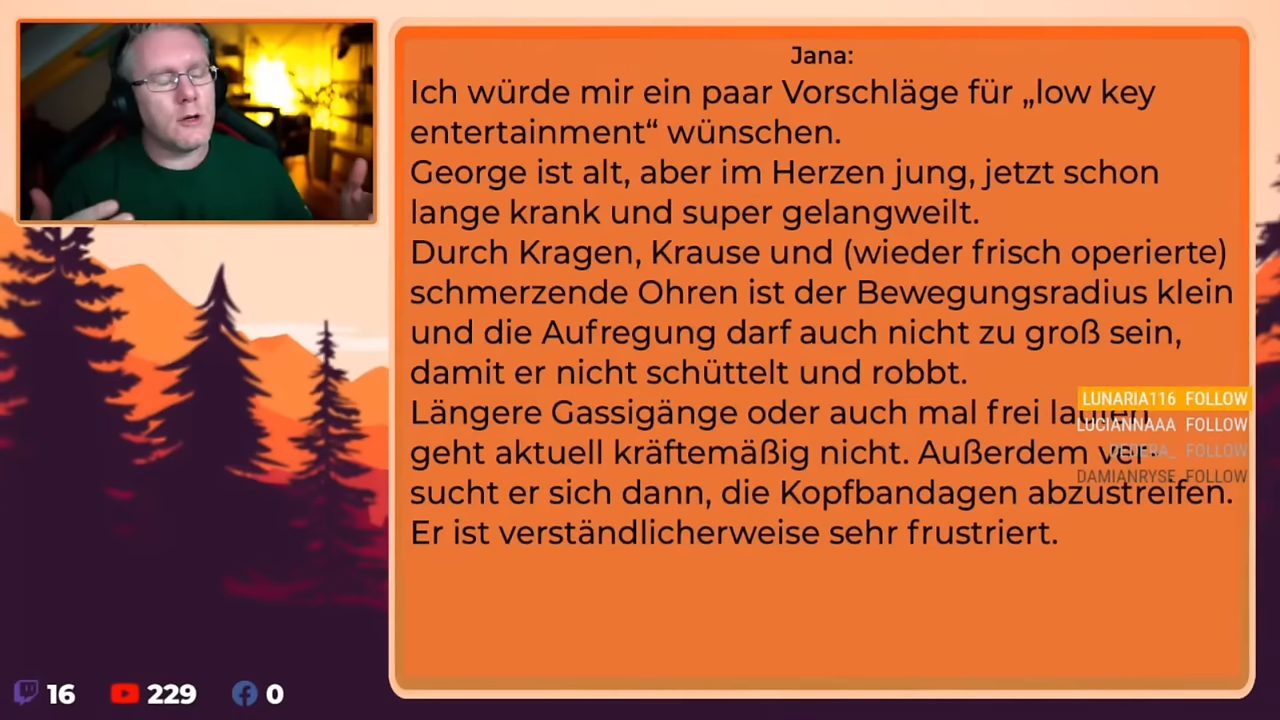 Jana:
Ich würde mir ein paar Vorschläge für „low key
entertainment“ wünschen.
George ist alt, aber im Herzen jung, jetzt schon
lange krank und super gelangweilt.
Durch Kragen, Krause und (wieder frisch operierte)
schmerzende Ohren ist der Bewegungsradius klein
und die Aufregung darf auch nicht zu groß sein,
damit er nicht schüttelt und robbt.
Längere Gassigänge oder auch mal frei laufen
geht aktuell kräftemäßig nicht. Außerdem ver-
sucht er sich dann, die Kopfbandagen abzustreifen.
Er ist verständlicherweise sehr frustriert.
LUNARIA116 FOLLOW
LUCIANNAAA FOLLOW
FOLLOW
DAMIANRYSE FOLLOW
16 229 0